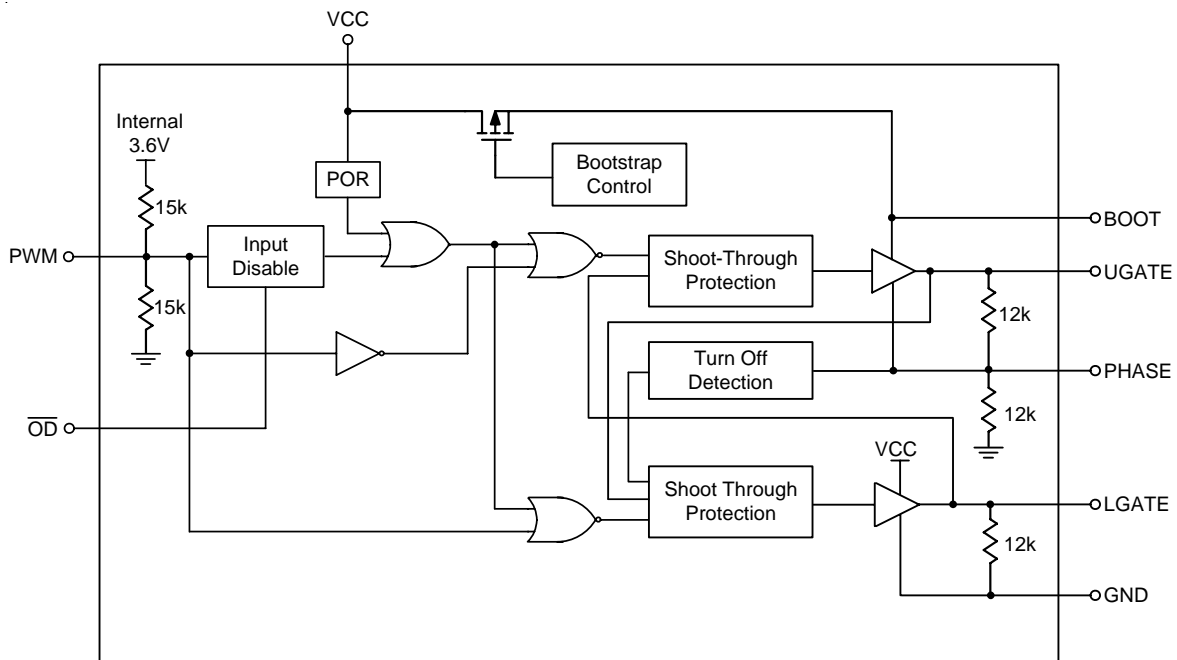 VCC
Internal
3.6V
15k
POR
Bootstrap
Control
BOOT
PWM
Input
Disable
Shoot-Through
Protection
UGATE
15k
12k
Turn Off
Detection
PHASE
OD
12k
VCC
Shoot Through
Protection
LGATE
12k
GND